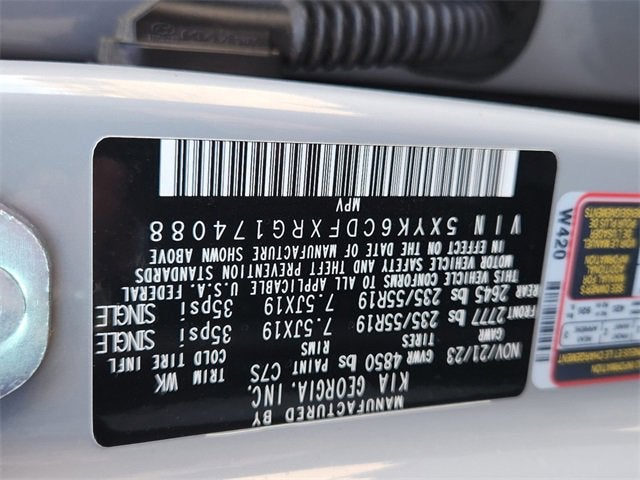 MANUFACTURED BY
KIA GEORGIA, INC.
NOV/21/23 PAINT C7S TRIM WK
GVWR 4850 lbs
GAWR TIRES RIMS COLD TIRE INFL
FRONT 2777 lbs 235/55R19 7.5JX19 35psi SINGLE
REAR 2645 lbs 235/55R19 7.5JX19 35psi SINGLE
THIS VEHICLE CONFORMS TO ALL APPLICABLE U.S.A. FEDERAL
MOTOR VEHICLE SAFETY AND THEFT PREVENTION STANDARDS
IN EFFECT ON THE DATE OF MANUFACTURE SHOWN ABOVE
VIN 5XYK6CDFXRG174088
MPV
W420